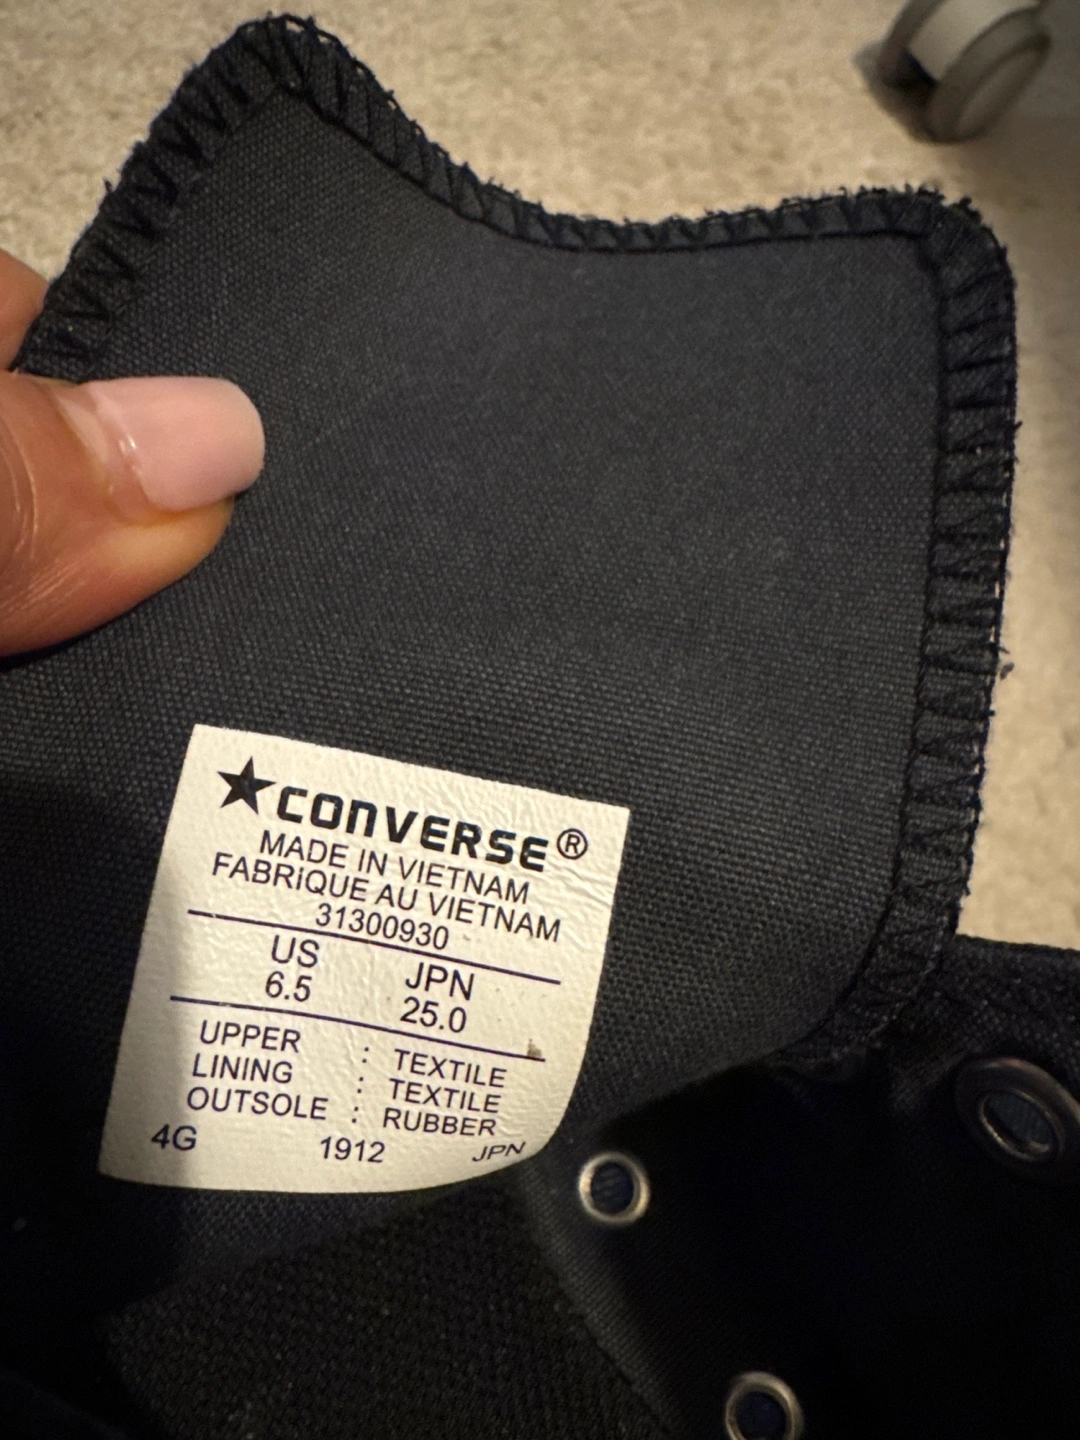 ★CONVERSE®
MADE IN VIETNAM
FABRiQUE AU VIETNAM
31300930
US JPN
6.5 25.0
UPPER : TEXTILE
LINING : TEXTILE
OUTSOLE : RUBBER
4G 1912 JPN